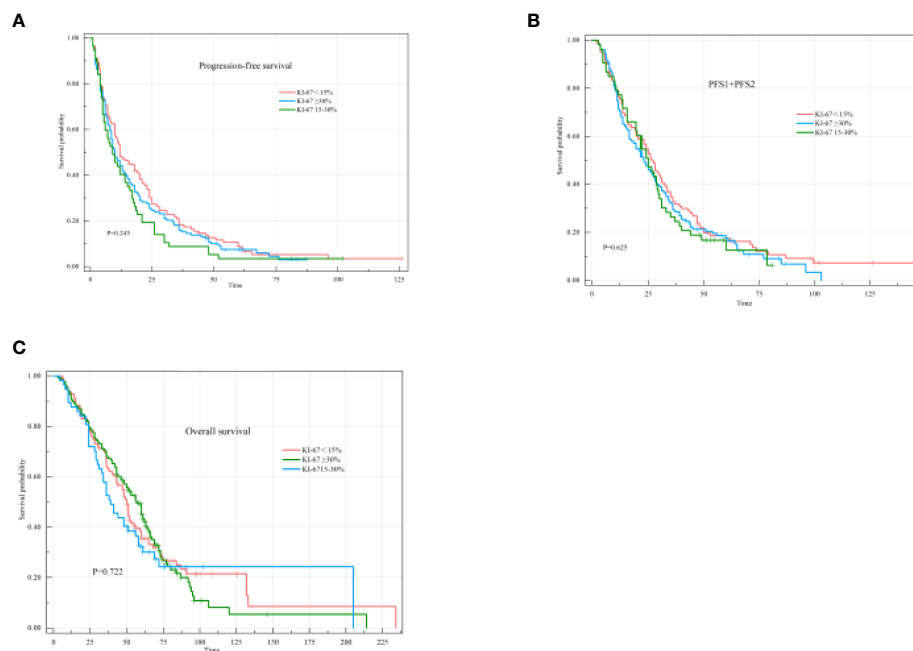 A
Progression-free survival
KI-67<15%
KI-67 ≥30%
KI-67 15-30%
P=0.245
Survival probability
1.00
0.80
0.60
0.40
0.20
0.00
0 25 50 75 100 125
Time
B
PFS1+PFS2
KI-67<15%
KI-67 ≥30%
KI-67 15-30%
P=0.625
Survival probability
1.00
0.80
0.60
0.40
0.20
0.00
0 25 50 75 100
Time
C
Overall survival
KI-67<15%
KI-67 ≥30%
KI-6715-30%
P=0.722
Survival probability
1.00
0.80
0.60
0.40
0.20
0.00
0 25 50 75 100 125 150 175 200 225
Time